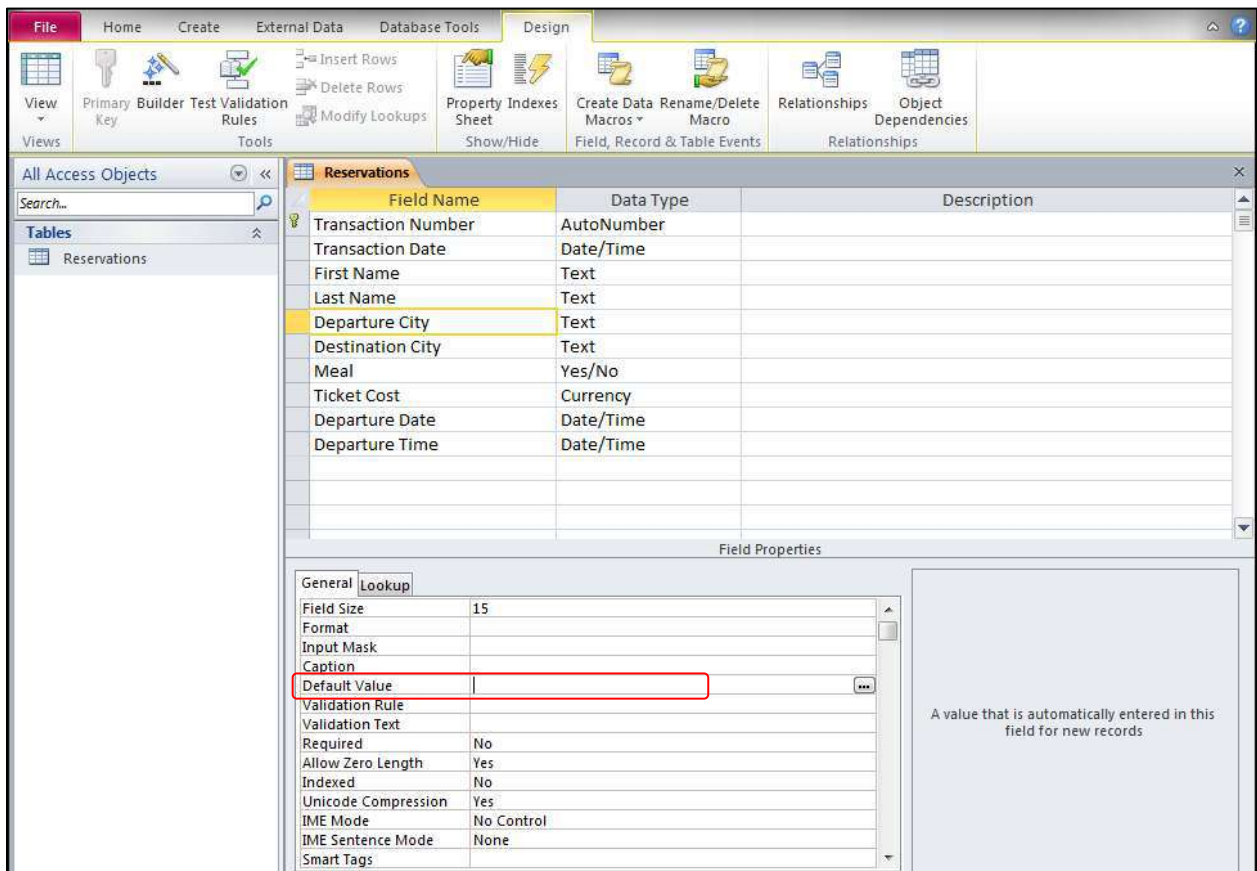 File Home Create External Data Database Tools Design
View
Views
Primary Key
Builder
Test Validation Rules
Insert Rows
Delete Rows
Modify Lookups
Tools
Property Sheet
Indexes
Show/Hide
Create Data Macros
Rename/Delete Macro
Field, Record & Table Events
Relationships
Object Dependencies
Relationships
All Access Objects
Search...
Tables
Reservations
Reservations
Field Name Data Type Description
Transaction Number AutoNumber
Transaction Date Date/Time
First Name Text
Last Name Text
Departure City Text
Destination City Text
Meal Yes/No
Ticket Cost Currency
Departure Date Date/Time
Departure Time Date/Time
Field Properties
General Lookup
Field Size 15
Format
Input Mask
Caption
Default Value
Validation Rule
Validation Text
Required No
Allow Zero Length Yes
Indexed No
Unicode Compression Yes
IME Mode No Control
IME Sentence Mode None
Smart Tags
A value that is automatically entered in this
field for new records